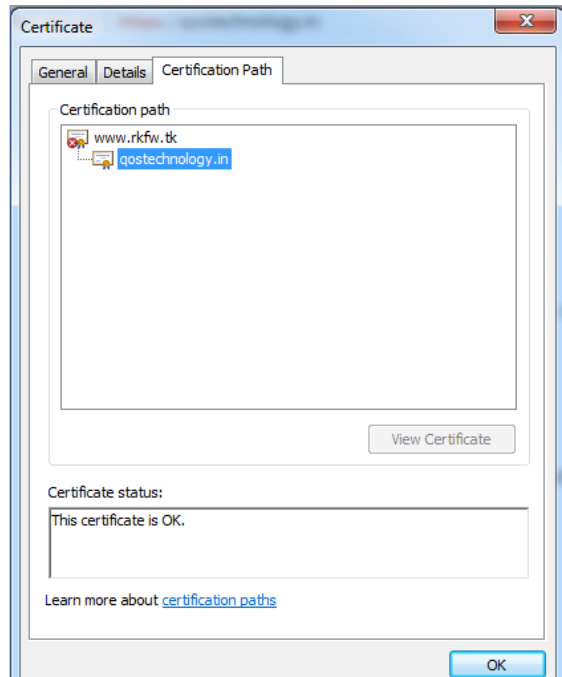 Certificate
General Details Certification Path
Certification path
www.rkfw.tk
qostechnology.in
View Certificate
Certificate status:
This certificate is OK.
Learn more about certification paths
OK